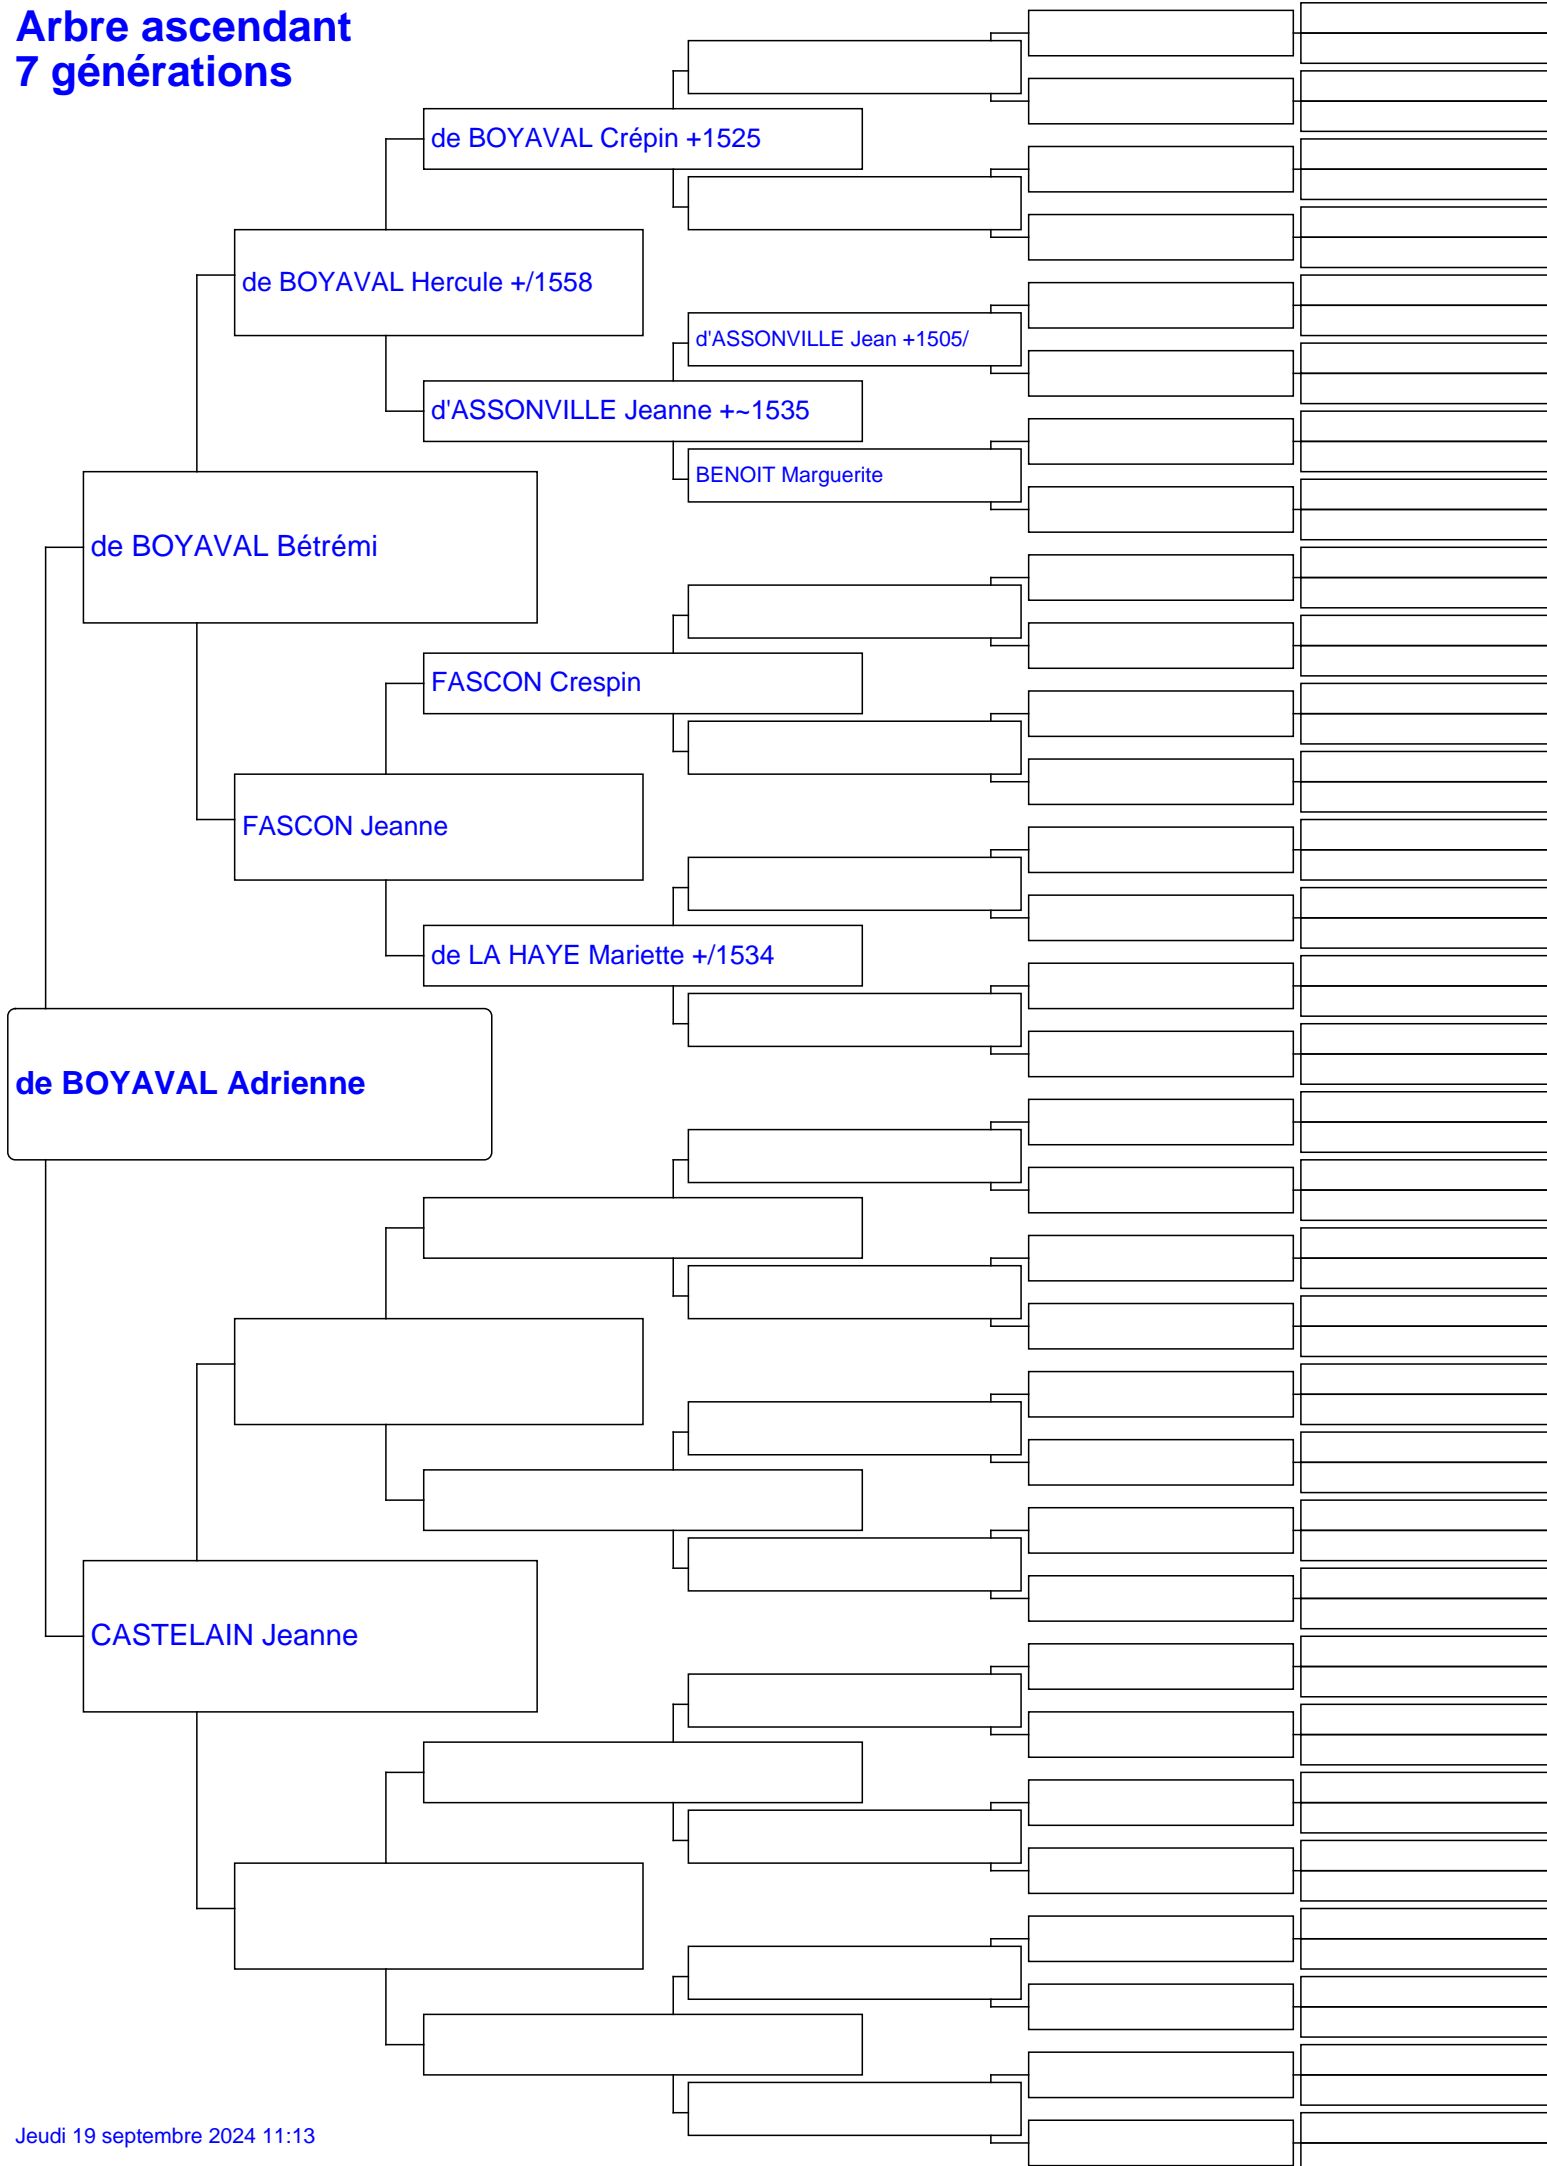 Arbre ascendant
7 générations
de BOYAVAL Crépin +1525
de BOYAVAL Hercule +/1558
d'ASSONVILLE Jean +1505/
d'ASSONVILLE Jeanne +~1535
BENOIT Marguerite
de BOYAVAL Bétrémi
FASCON Crespin
FASCON Jeanne
de LA HAYE Mariette +/1534
de BOYAVAL Adrienne
CASTELAIN Jeanne
Jeudi 19 septembre 2024 11:13